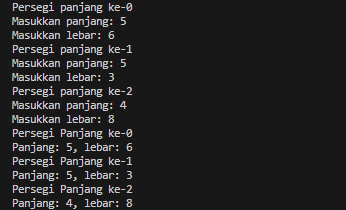 Persegi panjang ke-0
Masukkan panjang: 5
Masukkan lebar: 6
Persegi panjang ke-1
Masukkan panjang: 5
Masukkan lebar: 3
Persegi panjang ke-2
Masukkan panjang: 4
Masukkan lebar: 8
Persegi Panjang ke-0
Panjang: 5, lebar: 6
Persegi Panjang ke-1
Panjang: 5, lebar: 3
Persegi Panjang ke-2
Panjang: 4, lebar: 8